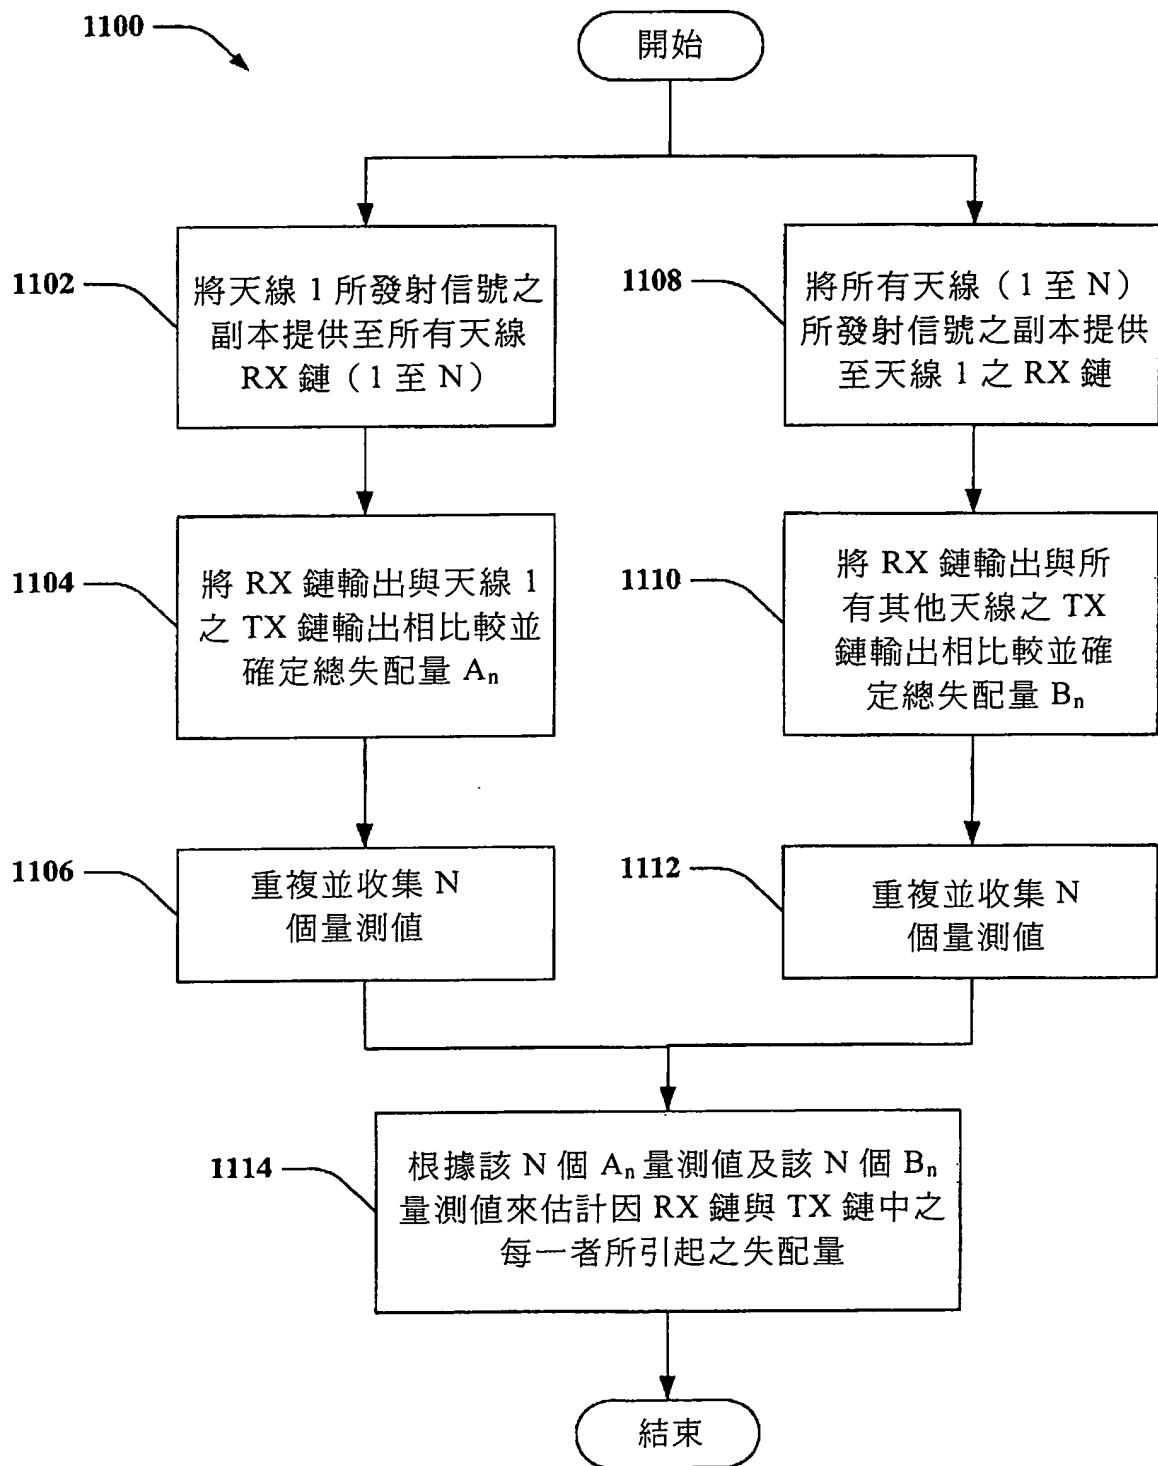 1100
開始
1102
將天線 1 所發射信號之
副本提供至所有天線
RX 鏈（1 至 N）
1108
將所有天線（1 至 N）
所發射信號之副本提供
至天線 1 之 RX 鏈
1104
將 RX 鏈輸出與天線 1
之 TX 鏈輸出相比較並
確定總失配量 Aₙ
1110
將 RX 鏈輸出與所
有其他天線之 TX
鏈輸出相比較並確
定總失配量 Bₙ
1106
重複並收集 N
個量測值
1112
重複並收集 N
個量測值
1114
根據該 N 個 Aₙ 量測值及該 N 個 Bₙ
量測值來估計因 RX 鏈與 TX 鏈中之
每一者所引起之失配量
結束